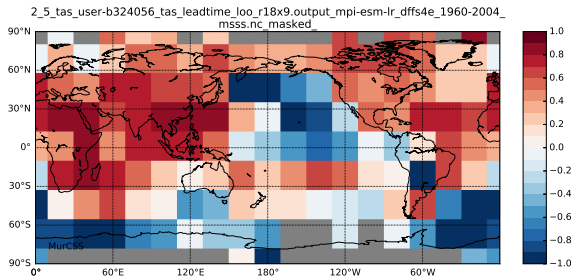 2_5_tas_user-b324056_tas_leadtime_loo_r18x9.output_mpi-esm-lr_dffs4e_1960-2004_
msss.nc_masked_
90°N
60°N
30°N
0°
30°S
60°S
90°S
MurCSS
0° 60°E 120°E 180° 120°W 60°W
1.0
0.8
0.6
0.4
0.2
0.0
−0.2
−0.4
−0.6
−0.8
−1.0